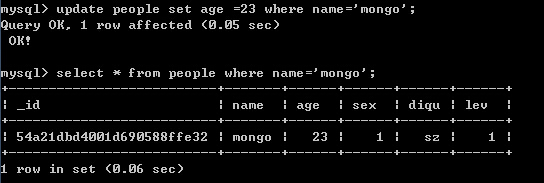 mysql> update people set age =23 where name='mongo';
Query OK, 1 row affected (0.05 sec)
 OK!
mysql> select * from people where name='mongo';
+--------------------------+-------+------+------+------+------+
| _id                      | name  | age  | sex  | diqu | lev  |
+--------------------------+-------+------+------+------+------+
| 54a21dbd4001d690588ffe32 | mongo |   23 |    1 |   sz |    1 |
+--------------------------+-------+------+------+------+------+
1 row in set (0.06 sec)